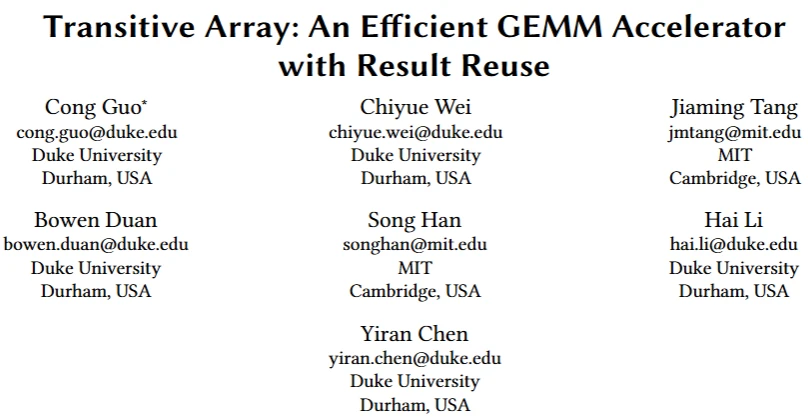 Transitive Array: An Efficient GEMM Accelerator
with Result Reuse
Cong Guo*
cong.guo@duke.edu
Duke University
Durham, USA
Chiyue Wei
chiyue.wei@duke.edu
Duke University
Durham, USA
Jiaming Tang
jmtang@mit.edu
MIT
Cambridge, USA
Bowen Duan
bowen.duan@duke.edu
Duke University
Durham, USA
Song Han
songhan@mit.edu
MIT
Cambridge, USA
Hai Li
hai.li@duke.edu
Duke University
Durham, USA
Yiran Chen
yiran.chen@duke.edu
Duke University
Durham, USA